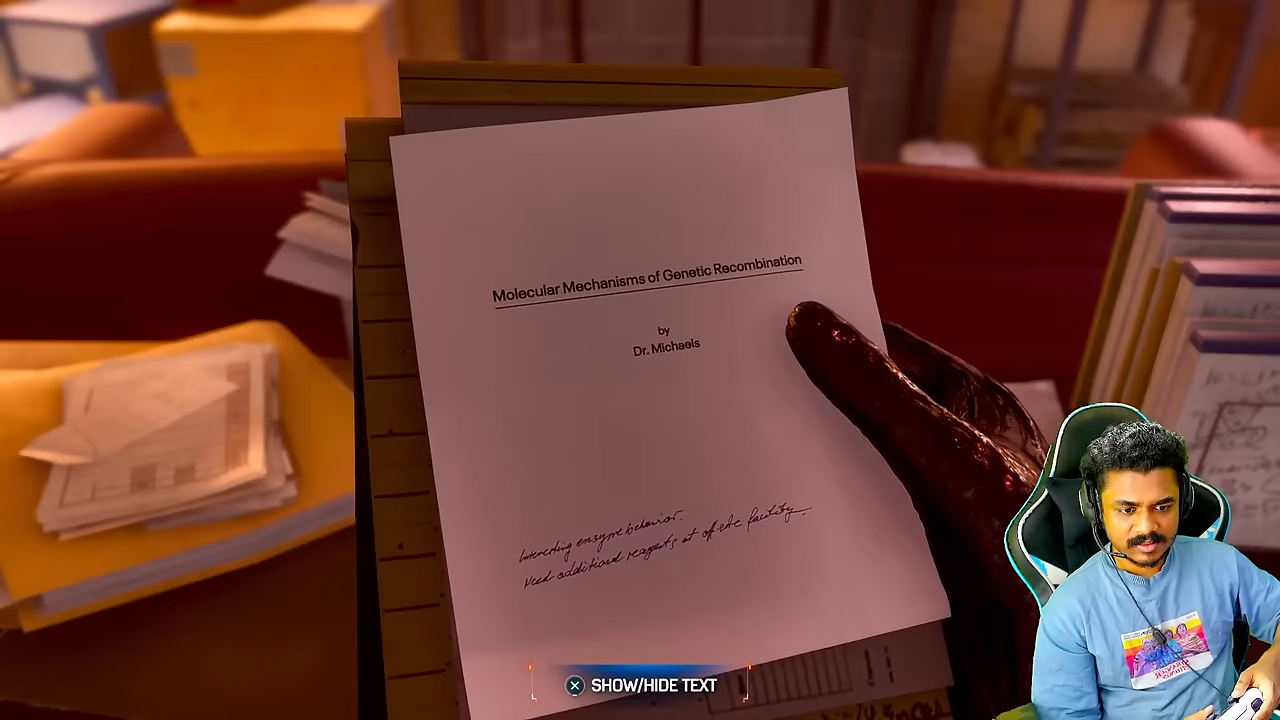 Molecular Mechanisms of Genetic Recombination
by
Dr. Michaels
Interesting enzyme behavior.
Need additional reagents at off site facility.
SHOW/HIDE TEXT